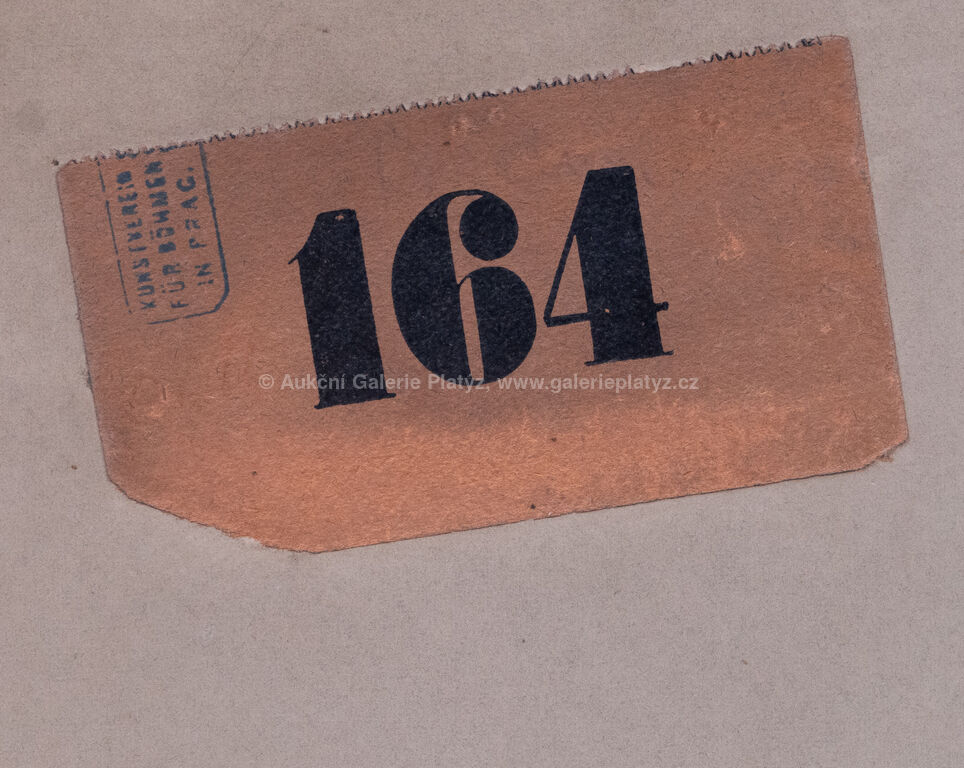 KUNSTVEREIN
FÜR BÖHMEN
IN PRAG.
164
© Aukční Galerie Platýz, www.galerieplatyz.cz